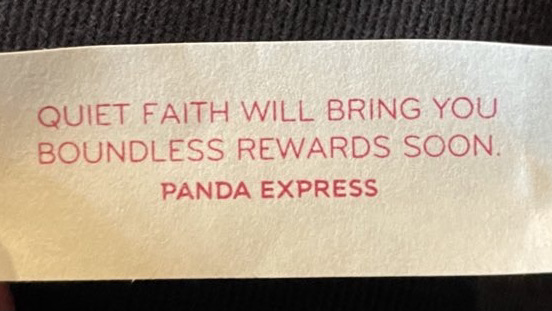 QUIET FAITH WILL BRING YOU
BOUNDLESS REWARDS SOON.
PANDA EXPRESS